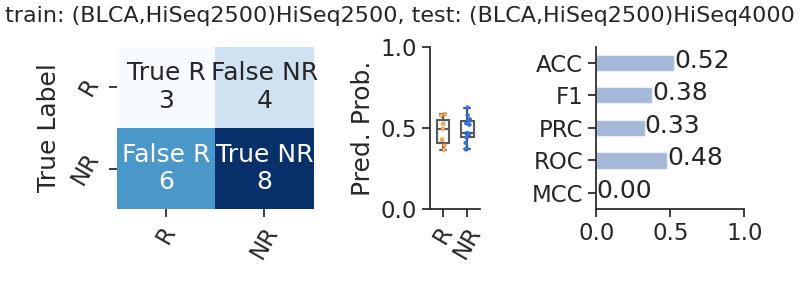 train: (BLCA,HiSeq2500)HiSeq2500, test: (BLCA,HiSeq2500)HiSeq4000
True Label
R
NR
True R
3
False NR
4
False R
6
True NR
8
R
NR
Pred. Prob.
1.0
0.5
0.0
R
NR
ACC
0.52
F1
0.38
PRC
0.33
ROC
0.48
MCC
0.00
0.0
0.5
1.0